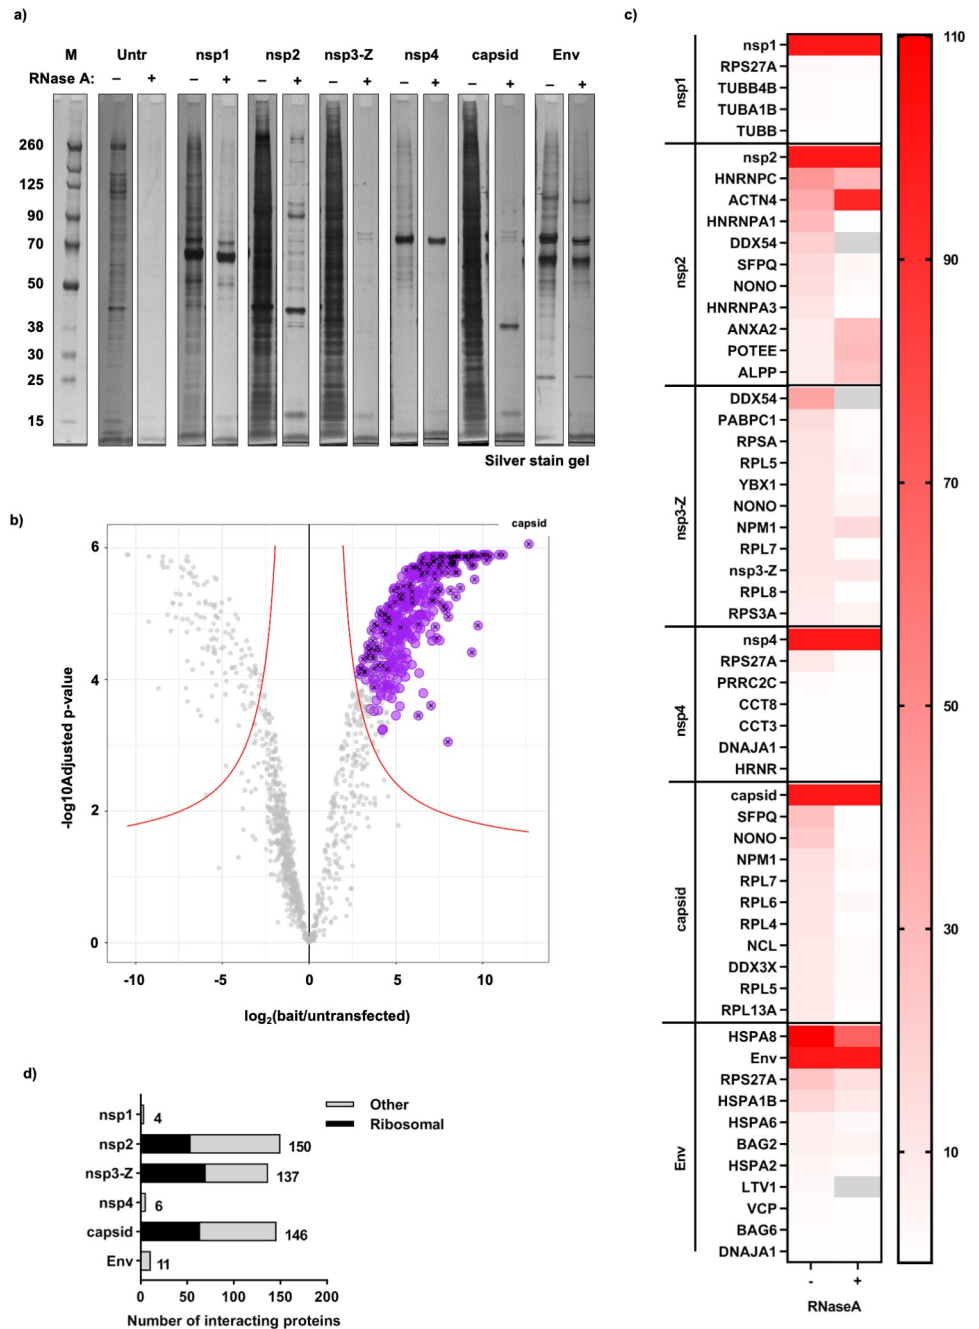 a)
M Untr nsp1 nsp2 nsp3-Z nsp4 capsid Env
RNase A: – + – + – + – + – + – + – +
260
125
90
70
50
38
30
25
15
Silver stain gel
b)
capsid
6
4
2
0
-log10Adjusted p-value
-10 -5 0 5 10
log2(bait/untransfected)
d)
nsp1 4
nsp2 150
nsp3-Z 137
nsp4 6
capsid 146
Env 11
Other
Ribosomal
0 50 100 150 200
Number of interacting proteins
c)
nsp1
nsp1
RPS27A
TUBB4B
TUBA1B
TUBB
nsp2
nsp2
HNRNPC
ACTN4
HNRNPA1
DDX54
SFPQ
NONO
HNRNPA3
ANXA2
POTEE
ALPP
nsp3-Z
DDX54
PABPC1
RPSA
RPL5
YBX1
NONO
NPM1
RPL7
nsp3-Z
RPL8
RPS3A
nsp4
nsp4
RPS27A
PRRC2C
CCT8
CCT3
DNAJA1
HRNR
capsid
capsid
SFPQ
NONO
NPM1
RPL7
RPL6
RPL4
NCL
DDX3X
RPL5
RPL13A
Env
HSPA8
Env
RPS27A
HSPA1B
HSPA6
BAG2
HSPA2
LTV1
VCP
BAG6
DNAJA1
- +
RNaseA
110
90
70
50
30
10